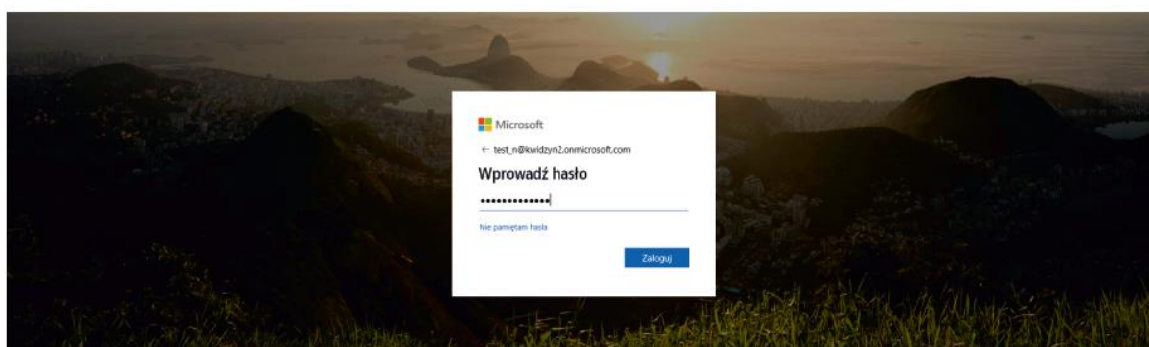 Microsoft
← test_n@kwidzyn2.onmicrosoft.com
Wprowadź hasło
•••••••••••••
Nie pamiętam hasła
Zaloguj